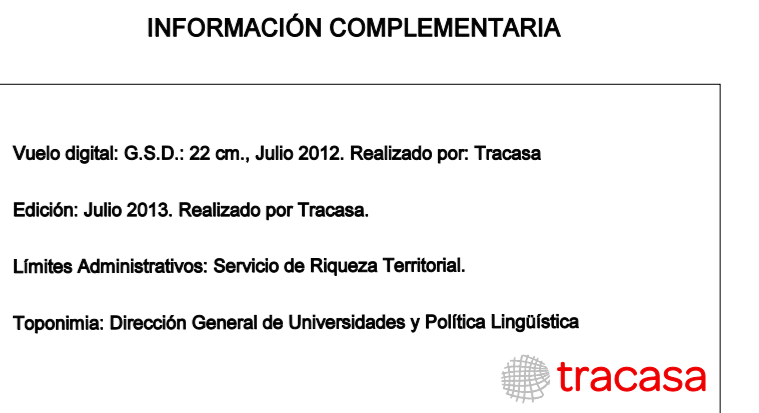 INFORMACIÓN COMPLEMENTARIA
Vuelo digital: G.S.D.: 22 cm., Julio 2012. Realizado por: Tracasa
Edición: Julio 2013. Realizado por Tracasa.
Límites Administrativos: Servicio de Riqueza Territorial.
Toponimia: Dirección General de Universidades y Política Lingüística
tracasa